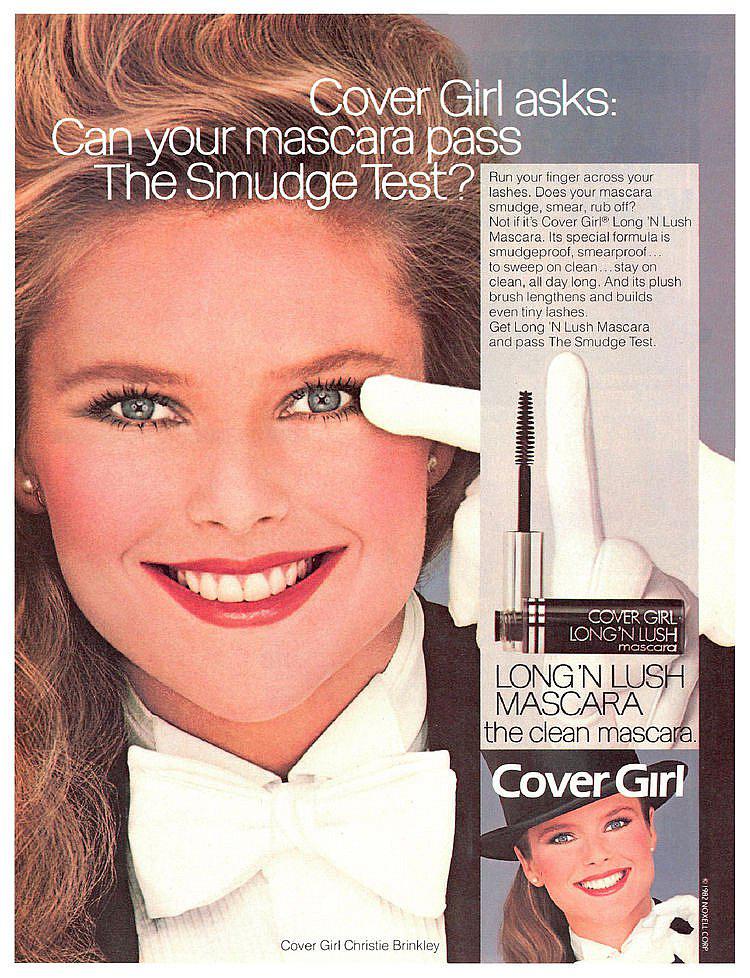 Cover Girl asks:
Can your mascara pass
The Smudge Test?
Run your finger across your
lashes. Does your mascara
smudge, smear, rub off?
Not if it's Cover Girl® Long 'N Lush
Mascara. Its special formula is
smudgeproof, smearproof...
to sweep on clean...stay on
clean, all day long. And its plush
brush lengthens and builds
even tiny lashes.
Get Long 'N Lush Mascara
and pass The Smudge Test.
COVER GIRL
LONG 'N LUSH
mascara
LONG 'N LUSH
MASCARA
the clean mascara.
Cover Girl
Cover Girl Christie Brinkley
© 1982 NOXELL CORP.